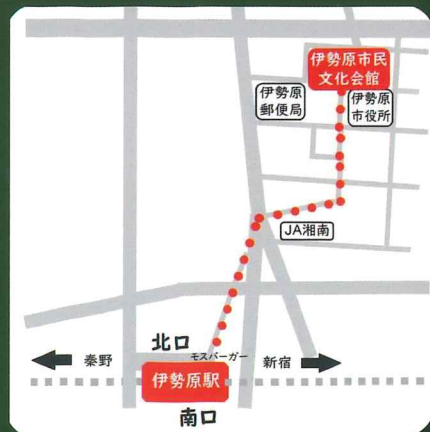 伊勢原市民
文化会館
伊勢原
郵便局
伊勢原
市役所
JA湘南
北口
モスバーガー
秦野
新宿
伊勢原駅
南口